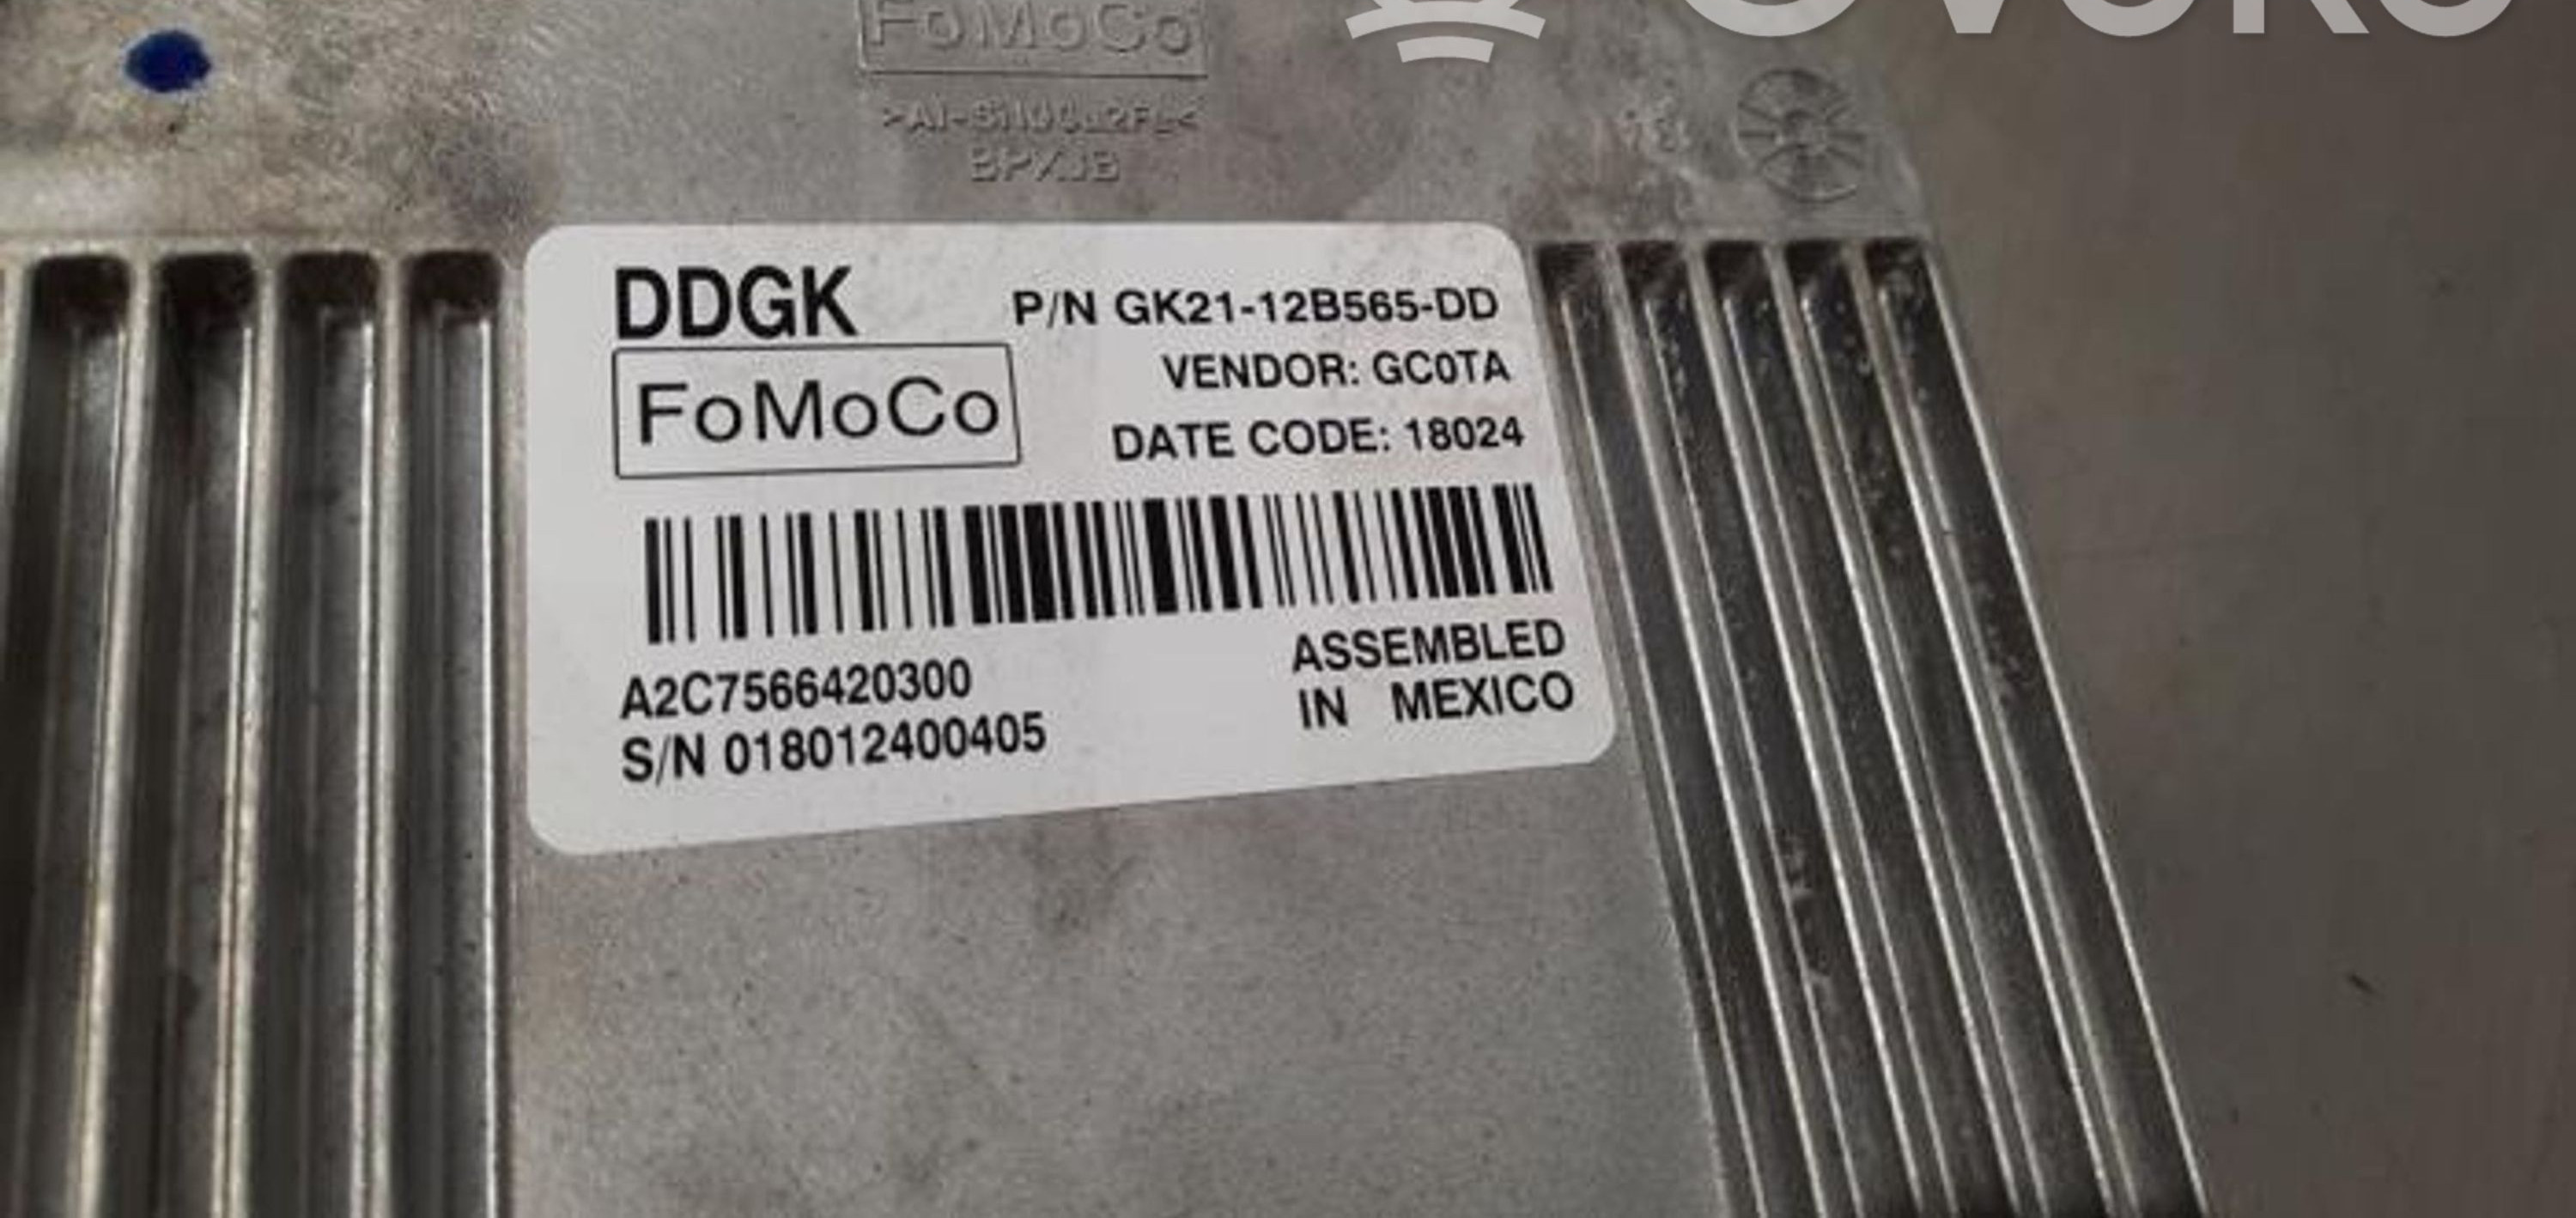 FoMoCo
DDGK
P/N GK21-12B565-DD
FoMoCo
VENDOR: GC0TA
DATE CODE: 18024
A2C7566420300
S/N 018012400405
ASSEMBLED
IN MEXICO